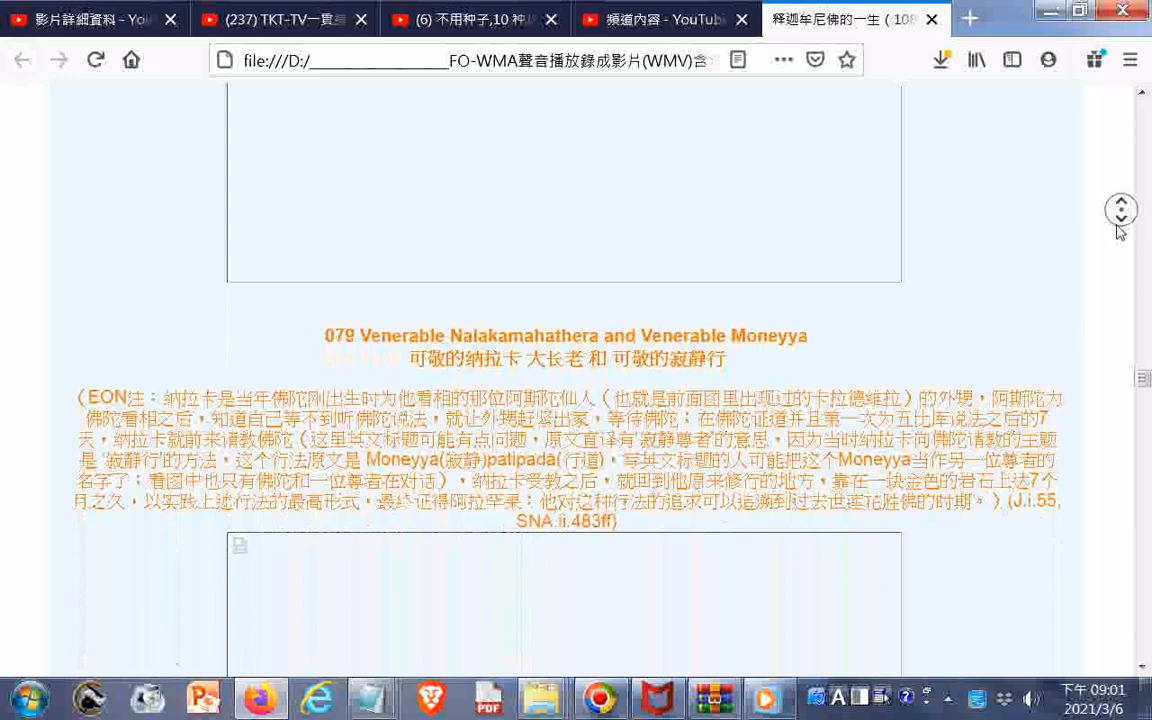 影片詳細資料 - You
(237) TKT-TV一貫
(6) 不用种子,10 种
頻道內容 - YouTub
释迦牟尼佛的一生（108
file:///D:/________________FO-WMA聲音播放錄成影片(WMV)含
079 Venerable Nalakamahathera and Venerable Moneyya
可敬的纳拉卡 大长老 和 可敬的寂静行
（EON注：纳拉卡是当年佛陀刚出生时为他看相的那位阿斯陀仙人（也就是前面图里出现过的卡拉德维拉）的外甥，阿斯陀为
佛陀看相之后，知道自己等不到听佛陀说法，就让外甥赶紧出家，等待佛陀；在佛陀证道并且第一次为五比库说法之后的7
天，纳拉卡就前来请教佛陀（这里英文标题可能有点问题，原文直译有‘寂静尊者’的意思，因为当时纳拉卡向佛陀请教的主题
是 ‘寂静行’的方法，这个行法原文是 Moneyya(寂静)patipada(行道)，写英文标题的人可能把这个Moneyya当作另一位尊者的
名字了；看图中也只有佛陀和一位尊者在对话），纳拉卡受教之后，就回到他原来修行的地方，靠在一块金色的岩石上达7个
月之久，以实践上述行法的最高形式，最终证得阿拉罕果；他对这种行法的追求可以追溯到过去世莲花胜佛的时期。）(J.i.55,
SNA.ii.483ff)
PDF
A
下午 09:01
2021/3/6